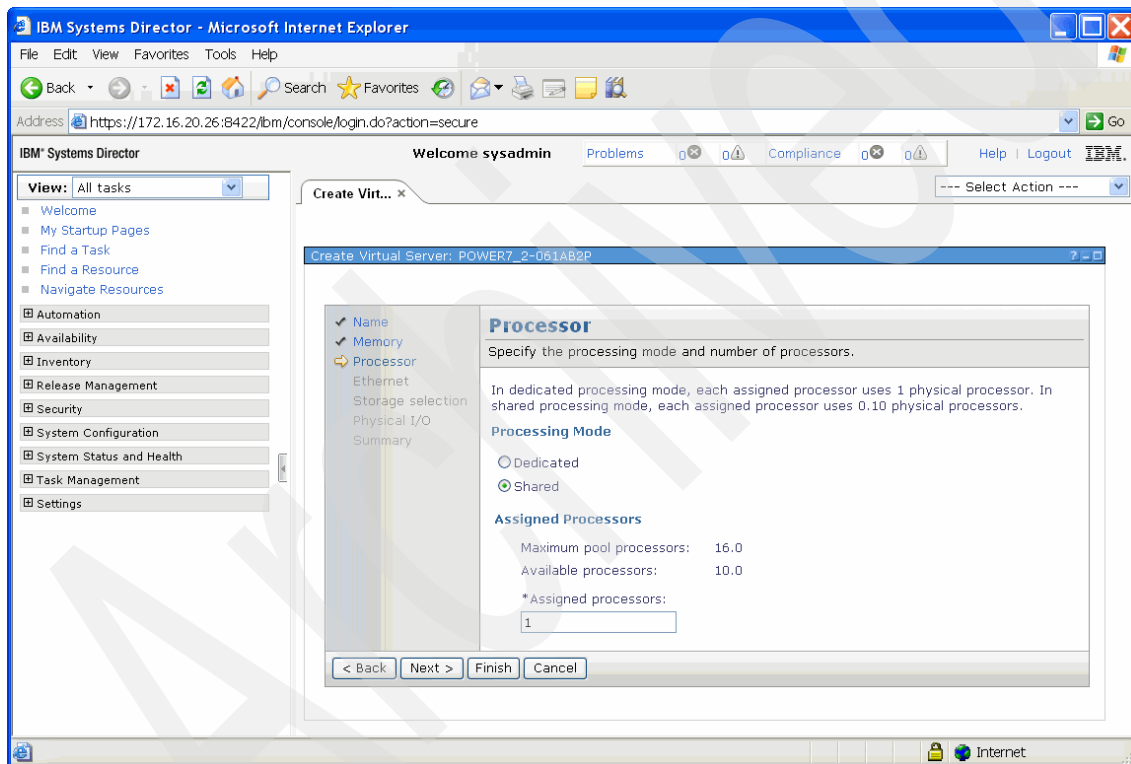 IBM Systems Director - Microsoft Internet Explorer
File Edit View Favorites Tools Help
Back Search Favorites
Address https://172.16.20.26:8422/ibm/console/login.do?action=secure Go
IBM® Systems Director Welcome sysadmin Problems 0 0 Compliance 0 0 Help | Logout IBM.
View: All tasks
Create Virt... × --- Select Action ---
Welcome
My Startup Pages
Find a Task
Find a Resource
Navigate Resources
Automation
Availability
Inventory
Release Management
Security
System Configuration
System Status and Health
Task Management
Settings
Create Virtual Server: POWER7_2-061AB2P ? – □
Name
Memory
Processor
Ethernet
Storage selection
Physical I/O
Summary
Processor
Specify the processing mode and number of processors.
In dedicated processing mode, each assigned processor uses 1 physical processor. In
shared processing mode, each assigned processor uses 0.10 physical processors.
Processing Mode
Dedicated
Shared
Assigned Processors
Maximum pool processors: 16.0
Available processors: 10.0
*Assigned processors:
1
< Back Next > Finish Cancel
Internet
Archived